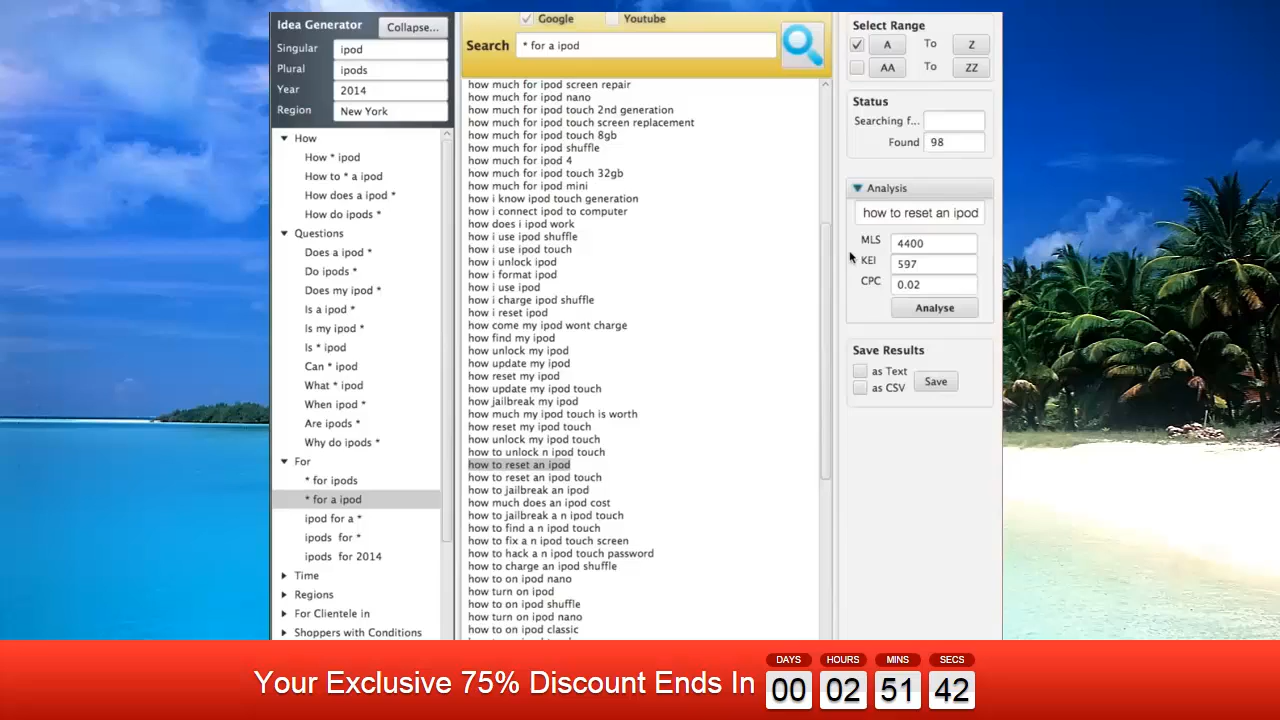 Idea Generator
Collapse...
Singular ipod
Plural ipods
Year 2014
Region New York
How
How * ipod
How to * a ipod
How does a ipod *
How do ipods *
Questions
Does a ipod *
Do ipods *
Does my ipod *
Is a ipod *
Is my ipod *
Is * ipod
Can * ipod
What * ipod
When ipod *
Are ipods *
Why do ipods *
For
* for ipods
* for a ipod
ipod for a *
ipods for *
ipods for 2014
Time
Regions
For Clientele in
Shoppers with Conditions
Google Youtube
Search * for a ipod
how much for ipod screen repair
how much for ipod nano
how much for ipod touch 2nd generation
how much for ipod touch screen replacement
how much for ipod touch 8gb
how much for ipod shuffle
how much for ipod 4
how much for ipod touch 32gb
how much for ipod mini
how i know ipod touch generation
how i connect ipod to computer
how does i ipod work
how i use ipod shuffle
how i use ipod touch
how i unlock ipod
how i format ipod
how i use ipod
how i charge ipod shuffle
how i reset ipod
how come my ipod wont charge
how find my ipod
how unlock my ipod
how update my ipod
how reset my ipod
how update my ipod touch
how jailbreak my ipod
how much my ipod touch is worth
how reset my ipod touch
how unlock my ipod touch
how to unlock n ipod touch
how to reset an ipod
how to reset an ipod touch
how to jailbreak an ipod
how much does an ipod cost
how to jailbreak a n ipod touch
how to find a n ipod touch
how to fix a n ipod touch screen
how to hack a n ipod touch password
how to charge an ipod shuffle
how to on ipod nano
how turn on ipod
how to on ipod shuffle
how turn on ipod nano
how to on ipod classic
Select Range
A To Z
AA To ZZ
Status
Searching f...
Found 98
Analysis
how to reset an ipod
MLS 4400
KEI 597
CPC 0.02
Analyse
Save Results
as Text
as CSV
Save
Your Exclusive 75% Discount Ends In
DAYS HOURS MINS SECS
00 02 51 42